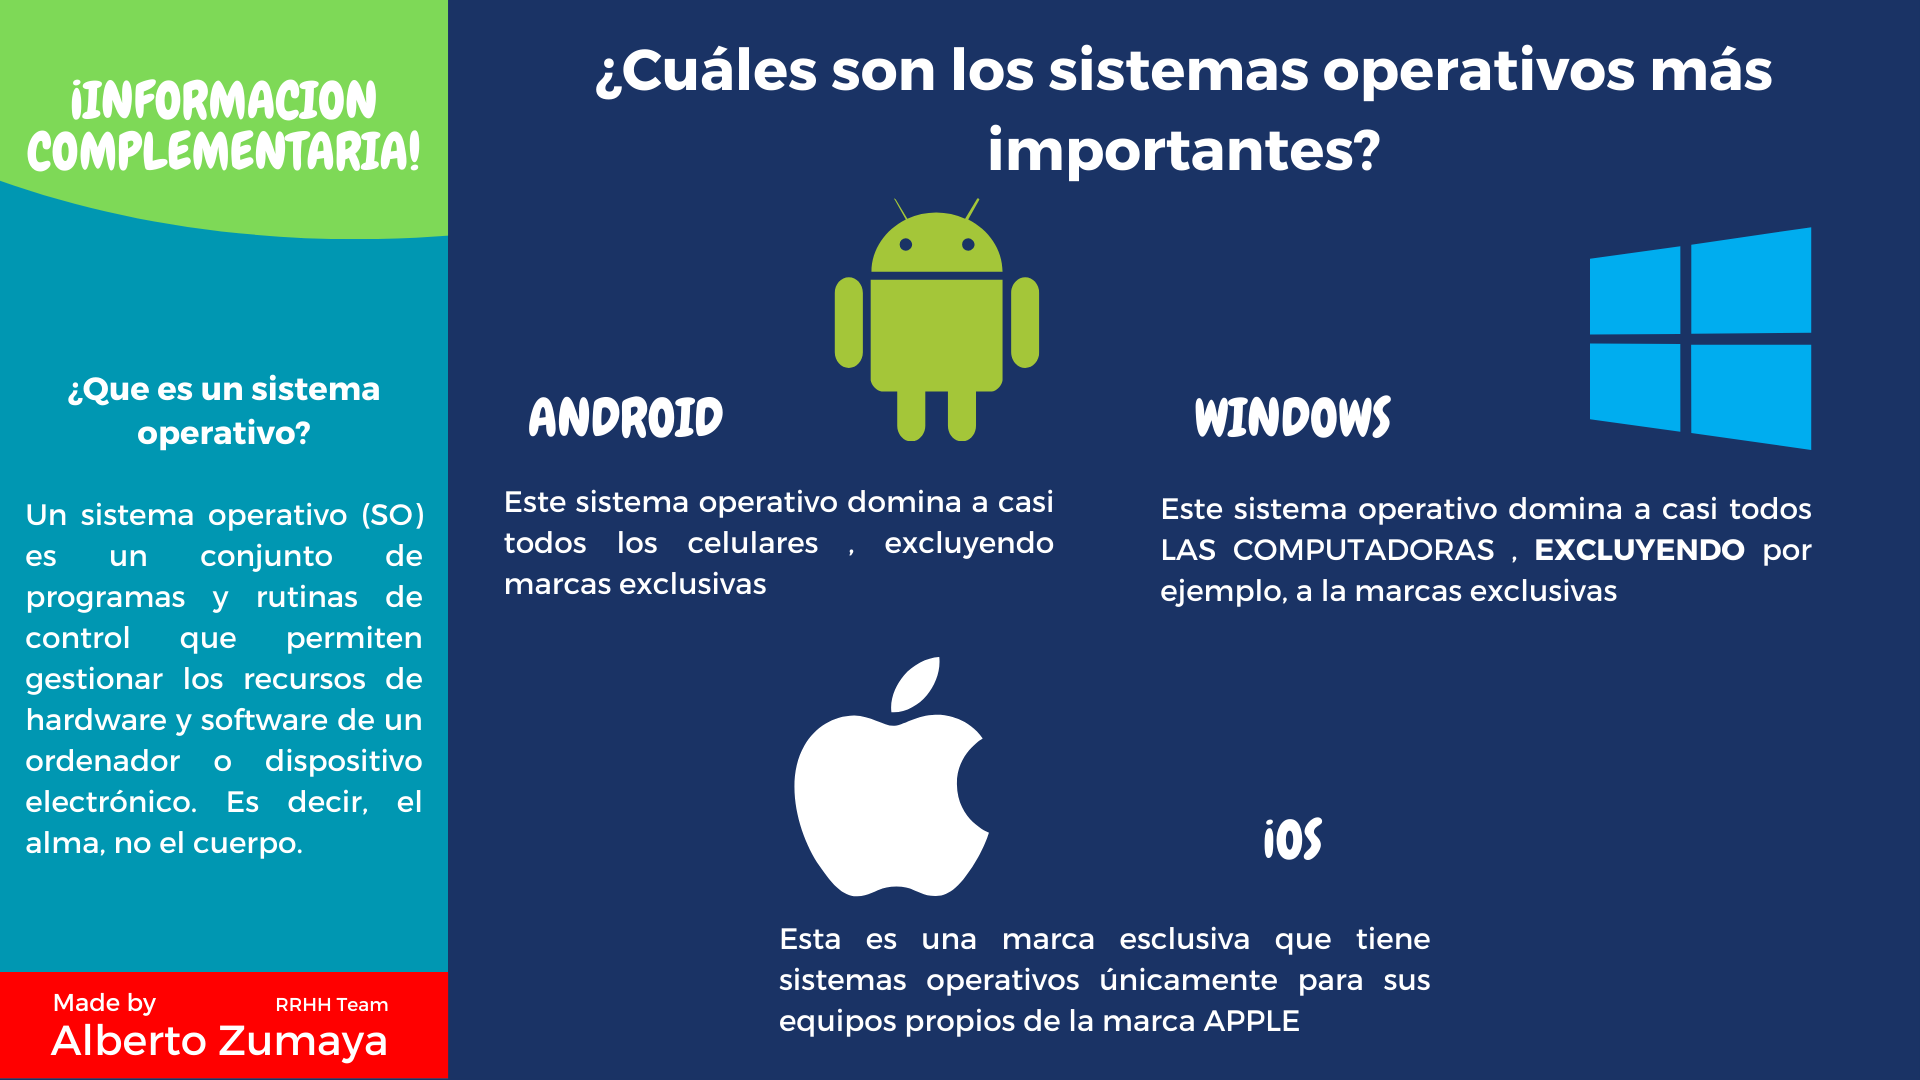 ¡INFORMACION
COMPLEMENTARIA!
¿Que es un sistema
operativo?
Un sistema operativo (SO)
es un conjunto de
programas y rutinas de
control que permiten
gestionar los recursos de
hardware y software de un
ordenador o dispositivo
electrónico. Es decir, el
alma, no el cuerpo.
Made by RRHH Team
Alberto Zumaya
¿Cuáles son los sistemas operativos más
importantes?
ANDROID
Este sistema operativo domina a casi
todos los celulares , excluyendo
marcas exclusivas
WINDOWS
Este sistema operativo domina a casi todos
LAS COMPUTADORAS , EXCLUYENDO por
ejemplo, a la marcas exclusivas
iOS
Esta es una marca esclusiva que tiene
sistemas operativos únicamente para sus
equipos propios de la marca APPLE